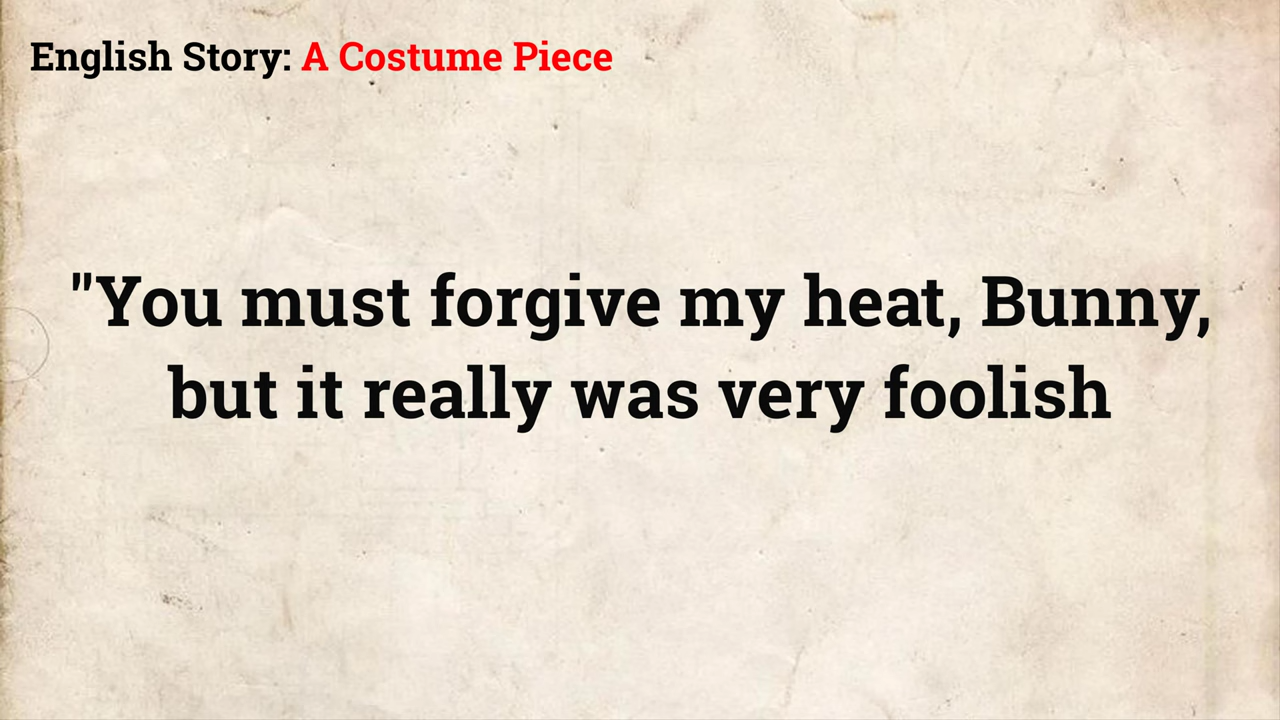 English Story: A Costume Piece
"You must forgive my heat, Bunny,
but it really was very foolish